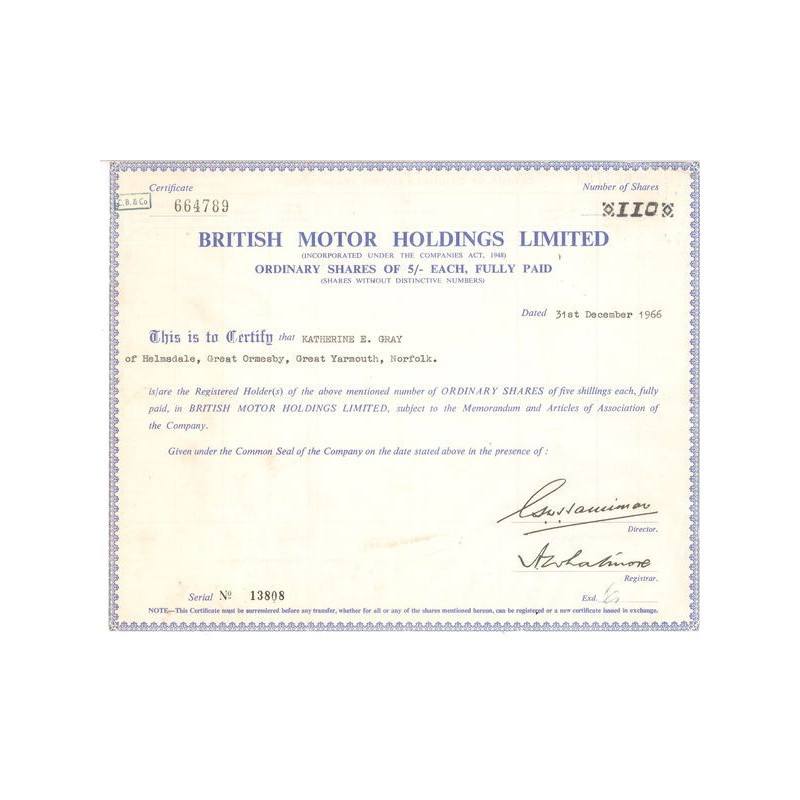 Certificate
Number of Shares
C. B. & Co
664789
110
BRITISH MOTOR HOLDINGS LIMITED
(INCORPORATED UNDER THE COMPANIES ACT, 1948)
ORDINARY SHARES OF 5/- EACH, FULLY PAID
(SHARES WITHOUT DISTINCTIVE NUMBERS)
Dated 31st December 1966
This is to Certify that KATHERINE E. GRAY
of Helmsdale, Great Ormesby, Great Yarmouth, Norfolk.
is/are the Registered Holder(s) of the above mentioned number of ORDINARY SHARES of five shillings each, fully
paid, in BRITISH MOTOR HOLDINGS LIMITED, subject to the Memorandum and Articles of Association of
the Company.
Given under the Common Seal of the Company on the date stated above in the presence of :
Director.
A Whatmore
Registrar.
Serial No 13808
Exd.
NOTE—This Certificate must be surrendered before any transfer, whether for all or any of the shares mentioned hereon, can be registered or a new certificate issued in exchange.